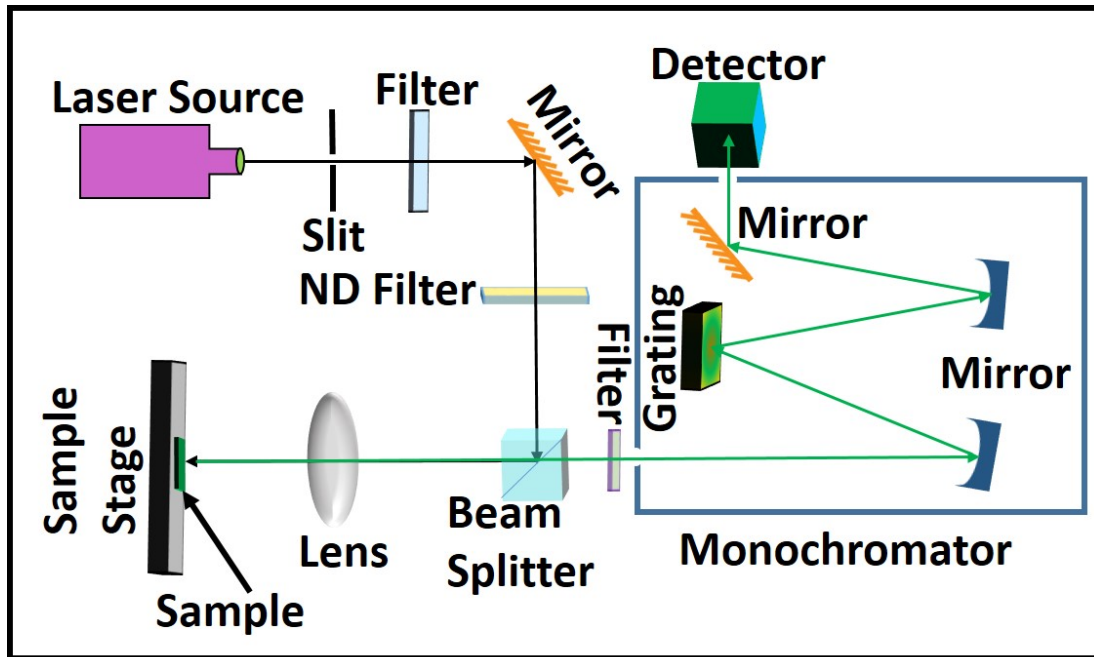 Laser Source
Filter
Mirror
Detector
Slit
ND Filter
Mirror
Grating
Filter
Mirror
Sample
Stage
Lens
Beam
Splitter
Monochromator
Sample